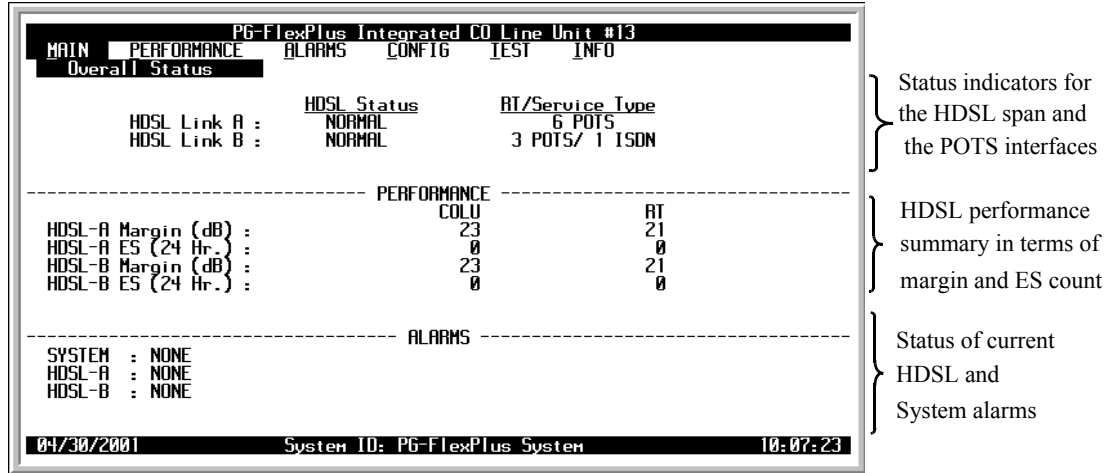 PG-FlexPlus Integrated CO Line Unit #13
MAIN PERFORMANCE ALARMS CONFIG TEST INFO
Overall Status
HDSL Status RT/Service Type
HDSL Link A : NORMAL 6 POTS
HDSL Link B : NORMAL 3 POTS/ 1 ISDN
Status indicators for
the HDSL span and
the POTS interfaces
---------------------------------- PERFORMANCE -----------------------------------
COLU RT
HDSL-A Margin (dB) : 23 21
HDSL-A ES (24 Hr.) : 0 0
HDSL-B Margin (dB) : 23 21
HDSL-B ES (24 Hr.) : 0 0
HDSL performance
summary in terms of
margin and ES count
------------------------------------- ALARMS -------------------------------------
SYSTEM : NONE
HDSL-A : NONE
HDSL-B : NONE
Status of current
HDSL and
System alarms
04/30/2001 System ID: PG-FlexPlus System 10:07:23